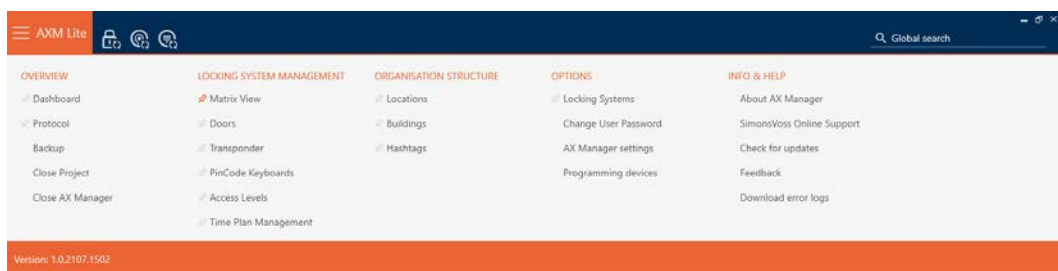 AXM Lite
Global search
OVERVIEW
Dashboard
Protocol
Backup
Close Project
Close AX Manager
LOCKING SYSTEM MANAGEMENT
Matrix View
Doors
Transponder
PinCode Keyboards
Access Levels
Time Plan Management
ORGANISATION STRUCTURE
Locations
Buildings
Hashtags
OPTIONS
Locking Systems
Change User Password
AX Manager settings
Programming devices
INFO & HELP
About AX Manager
SimonsVoss Online Support
Check for updates
Feedback
Download error logs
Version: 1.0.2107.1502